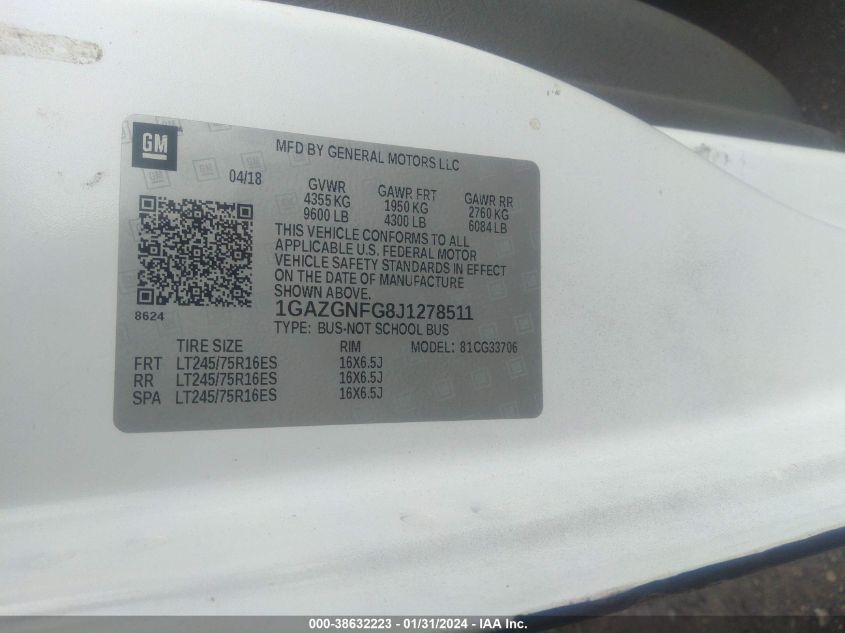 GM
MFD BY GENERAL MOTORS LLC
04/18
GVWR GAWR FRT GAWR RR
4355 KG 1950 KG 2760 KG
9600 LB 4300 LB 6084 LB
THIS VEHICLE CONFORMS TO ALL
APPLICABLE U.S. FEDERAL MOTOR
VEHICLE SAFETY STANDARDS IN EFFECT
ON THE DATE OF MANUFACTURE
SHOWN ABOVE.
8624
1GAZGNFG8J1278511
TYPE: BUS-NOT SCHOOL BUS
TIRE SIZE RIM MODEL: 81CG33706
FRT LT245/75R16ES 16X6.5J
RR LT245/75R16ES 16X6.5J
SPA LT245/75R16ES 16X6.5J
000-38632223 - 01/31/2024 - IAA Inc.